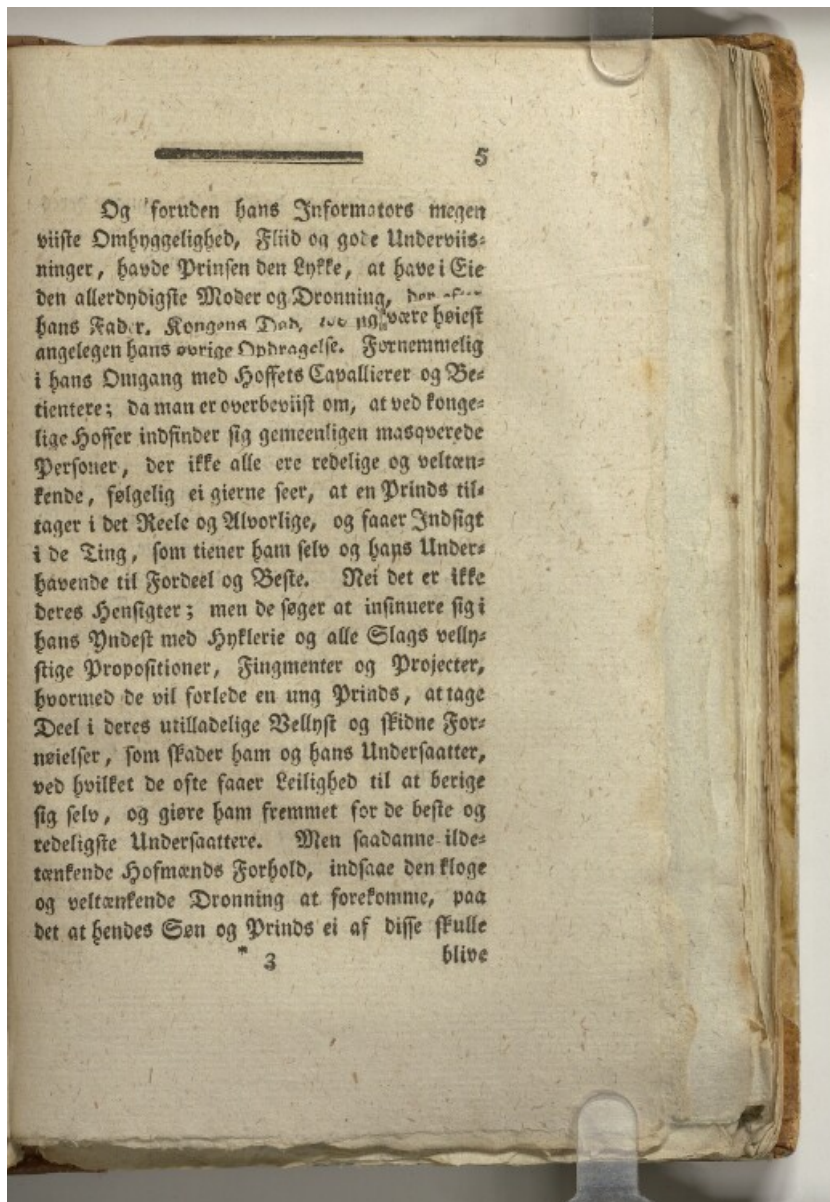 5
Og foruden hans Informators megen
viiste Omhyggelighed, Fliid og gode Underviis-
ninger, havde Prinsen den Lykke, at have i Eie
den allerdydigste Moder og Dronning,
hans Fader, Kongens Død, være høiest
angelegen hans øvrige Opdragelse. Fornemmelig
i hans Omgang med Hoffets Cavallierer og Be-
tientere; da man er overbeviist om, at ved konge-
lige Hoffer indfinder sig gemeenligen masqverede
Personer, der ikke alle ere redelige og veltæn-
kende, følgelig ei gierne seer, at en Prinds til-
tager i det Reele og Alvorlige, og faaer Indsigt
i de Ting, som tiener ham selv og hans Under-
havende til Fordeel og Beste. Nei det er ikke
deres Hensigter; men de søger at insinuere sig i
hans Yndest med Hyklerie og alle Slags velly-
stige Propositioner, Fingmenter og Projecter,
hvormed de vil forlede en ung Prinds, at tage
Deel i deres utilladelige Vellyst og skidne For-
nøielser, som skader ham og hans Undersaatter,
ved hvilket de ofte faaer Leilighed til at berige
sig selv, og giøre ham fremmet for de beste og
redeligste Undersaattere. Men saadanne ilde-
tænkende Hofmænds Forhold, indsaae den kloge
og veltænkende Dronning at forekomme, paa
det at hendes Søn og Prinds ei af disse skulle
* 3 blive